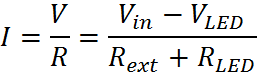 I = V / R = (V_in − V_LED) / (R_ext + R_LED)